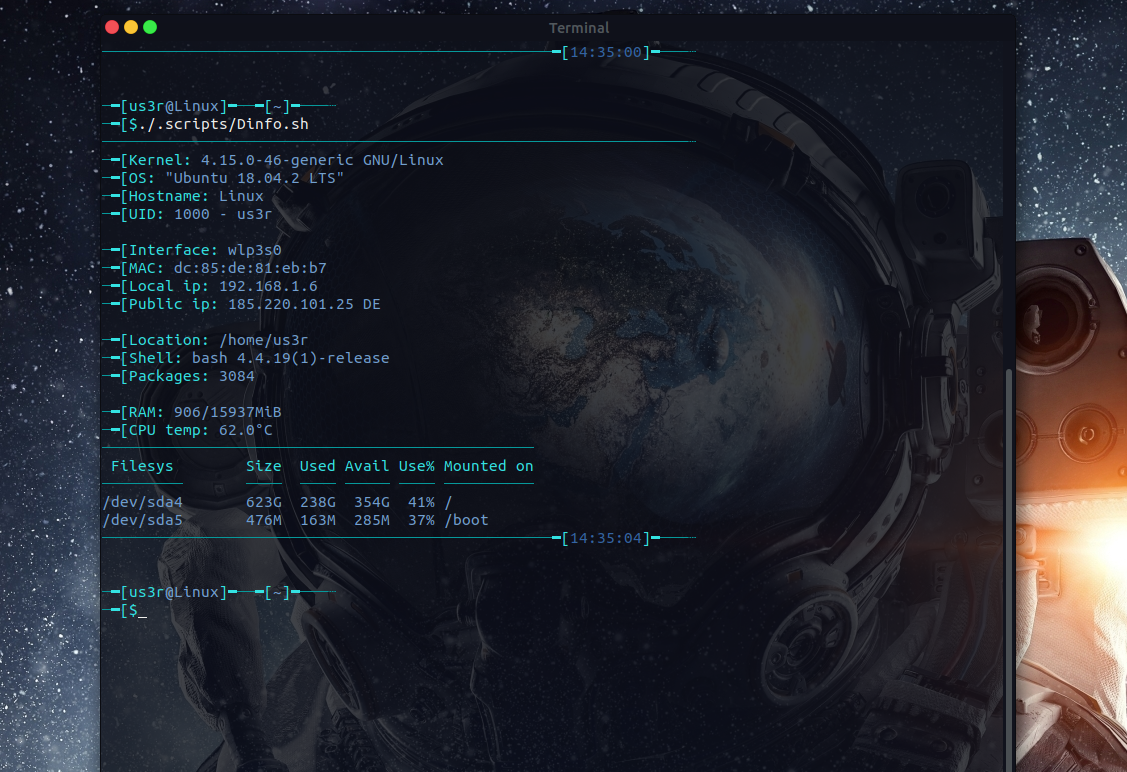 Terminal
[14:35:00]
[us3r@Linux] [~]
[$./.scripts/Dinfo.sh
[Kernel: 4.15.0-46-generic GNU/Linux
[OS: "Ubuntu 18.04.2 LTS"
[Hostname: Linux
[UID: 1000 - us3r
[Interface: wlp3s0
[MAC: dc:85:de:81:eb:b7
[Local ip: 192.168.1.6
[Public ip: 185.220.101.25 DE
[Location: /home/us3r
[Shell: bash 4.4.19(1)-release
[Packages: 3084
[RAM: 906/15937MiB
[CPU temp: 62.0°C
Filesys Size Used Avail Use% Mounted on
/dev/sda4 623G 238G 354G 41% /
/dev/sda5 476M 163M 285M 37% /boot
[14:35:04]
[us3r@Linux] [~]
[$_